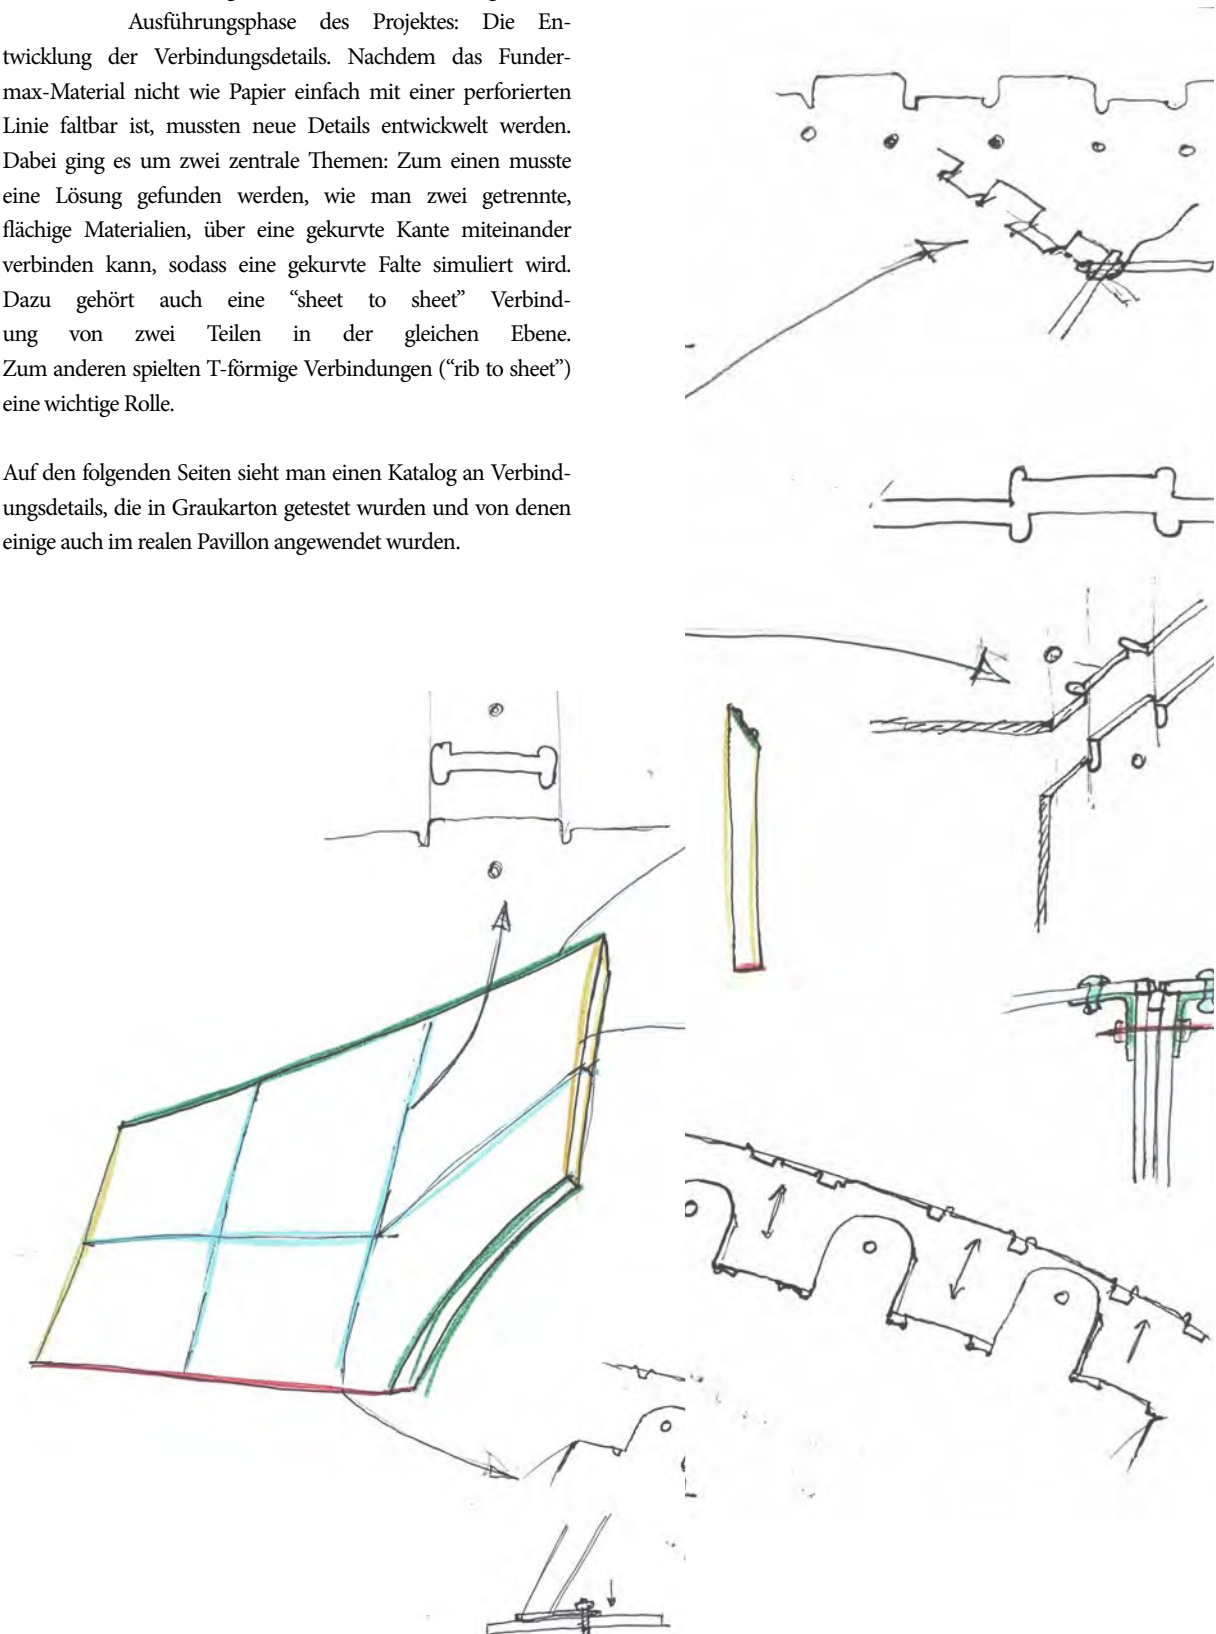 Ausführungsphase des Projektes: Die En-
twicklung der Verbindungsdetails. Nachdem das Funder-
max-Material nicht wie Papier einfach mit einer perforierten
Linie faltbar ist, mussten neue Details entwickwelt werden.
Dabei ging es um zwei zentrale Themen: Zum einen musste
eine Lösung gefunden werden, wie man zwei getrennte,
flächige Materialien, über eine gekurvte Kante miteinander
verbinden kann, sodass eine gekurvte Falte simuliert wird.
Dazu gehört auch eine “sheet to sheet” Verbind-
ung von zwei Teilen in der gleichen Ebene.
Zum anderen spielten T-förmige Verbindungen (“rib to sheet”)
eine wichtige Rolle.
Auf den folgenden Seiten sieht man einen Katalog an Verbind-
ungsdetails, die in Graukarton getestet wurden und von denen
einige auch im realen Pavillon angewendet wurden.